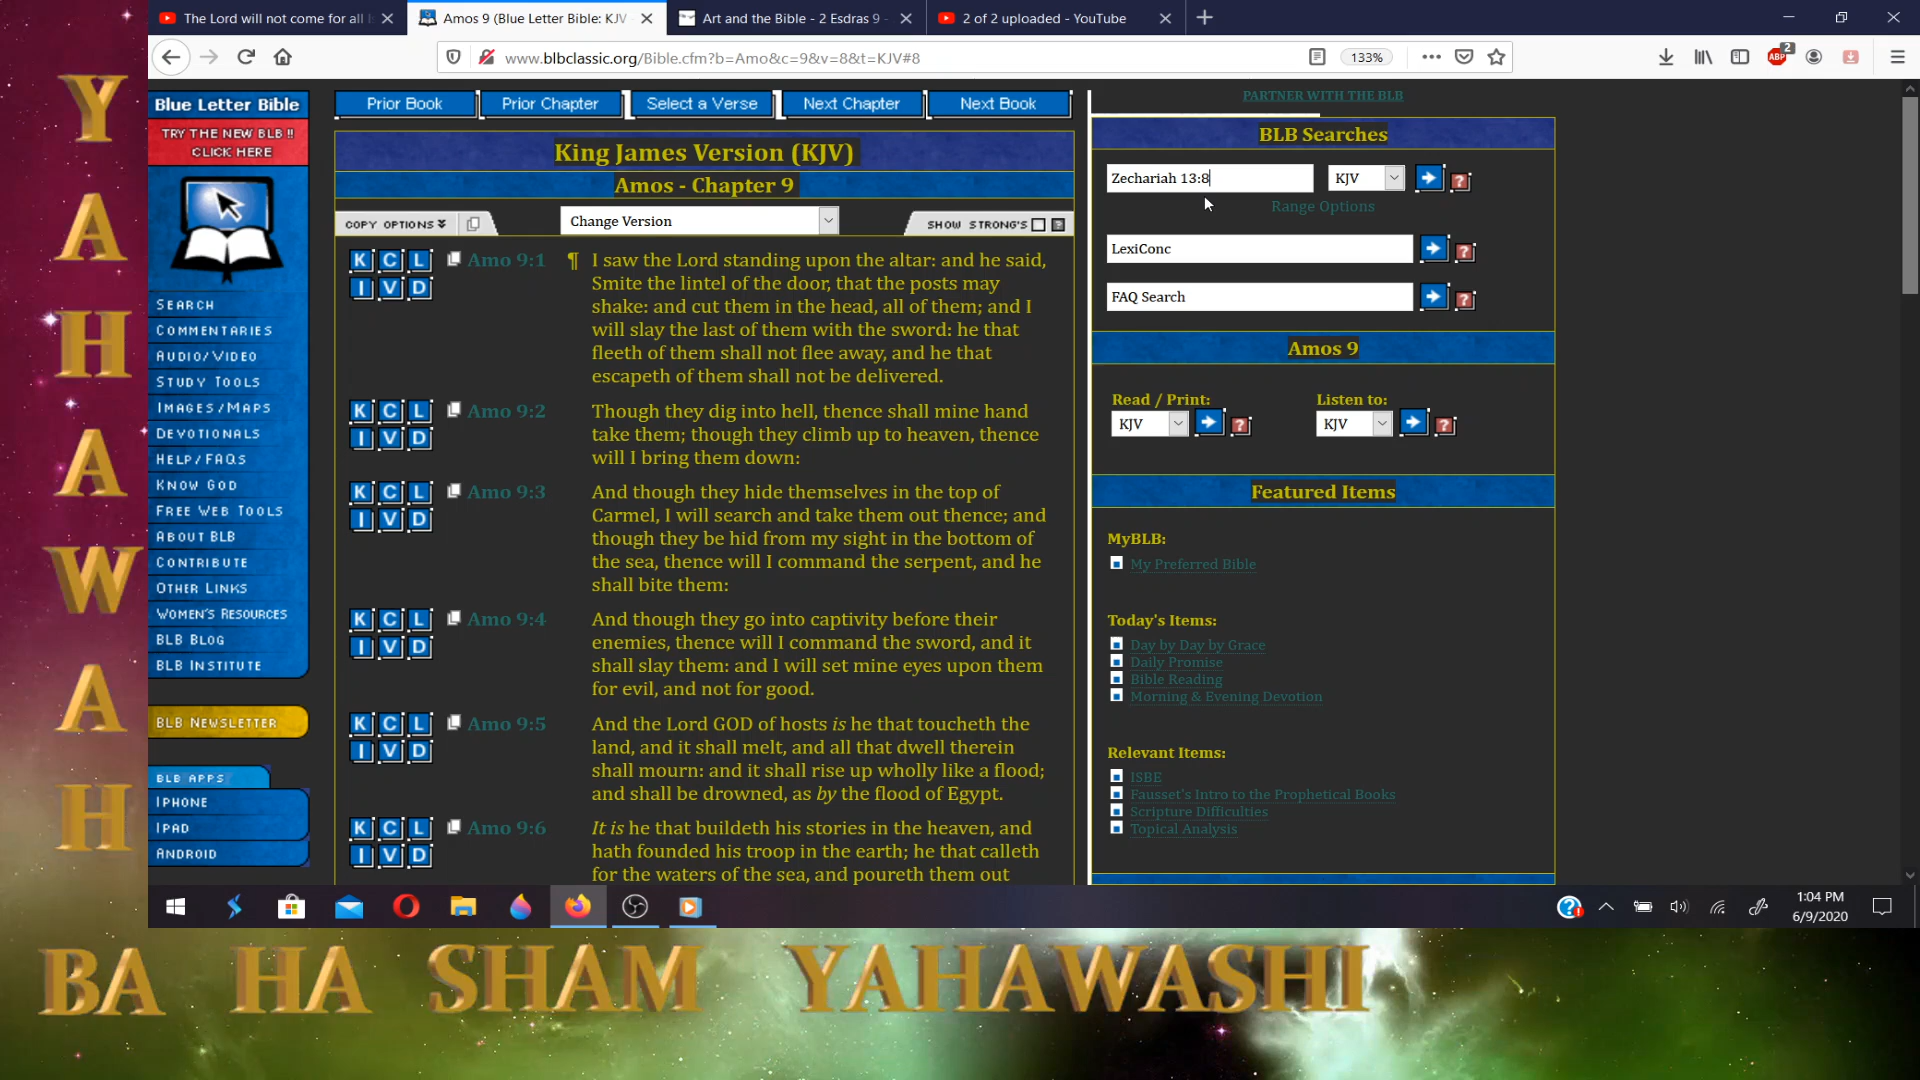 The Lord will not come for all I
Amos 9 (Blue Letter Bible: KJV
Art and the Bible - 2 Esdras 9 -
2 of 2 uploaded - YouTube
www.blbclassic.org/Bible.cfm?b=Amo&c=9&v=8&t=KJV#8
133%
ABP
2
YAHAWAH
Blue Letter Bible
TRY THE NEW BLB !!
CLICK HERE
SEARCH
COMMENTARIES
AUDIO/VIDEO
STUDY TOOLS
IMAGES/MAPS
DEVOTIONALS
HELP/FAQS
KNOW GOD
FREE WEB TOOLS
ABOUT BLB
CONTRIBUTE
OTHER LINKS
WOMEN'S RESOURCES
BLB BLOG
BLB INSTITUTE
BLB NEWSLETTER
BLB APPS
IPHONE
IPAD
ANDROID
Prior Book
Prior Chapter
Select a Verse
Next Chapter
Next Book
King James Version (KJV)
Amos - Chapter 9
COPY OPTIONS
Change Version
SHOW STRONG'S
K C L
I V D
Amo 9:1
¶ I saw the Lord standing upon the altar: and he said,
Smite the lintel of the door, that the posts may
shake: and cut them in the head, all of them; and I
will slay the last of them with the sword: he that
fleeth of them shall not flee away, and he that
escapeth of them shall not be delivered.
K C L
I V D
Amo 9:2
Though they dig into hell, thence shall mine hand
take them; though they climb up to heaven, thence
will I bring them down:
K C L
I V D
Amo 9:3
And though they hide themselves in the top of
Carmel, I will search and take them out thence; and
though they be hid from my sight in the bottom of
the sea, thence will I command the serpent, and he
shall bite them:
K C L
I V D
Amo 9:4
And though they go into captivity before their
enemies, thence will I command the sword, and it
shall slay them: and I will set mine eyes upon them
for evil, and not for good.
K C L
I V D
Amo 9:5
And the Lord GOD of hosts is he that toucheth the
land, and it shall melt, and all that dwell therein
shall mourn: and it shall rise up wholly like a flood;
and shall be drowned, as by the flood of Egypt.
K C L
I V D
Amo 9:6
It is he that buildeth his stories in the heaven, and
hath founded his troop in the earth; he that calleth
for the waters of the sea, and poureth them out
PARTNER WITH THE BLB
BLB Searches
Zechariah 13:8
KJV
?
Range Options
LexiConc
?
FAQ Search
?
Amos 9
Read / Print:
KJV
?
Listen to:
KJV
?
Featured Items
MyBLB:
My Preferred Bible
Today's Items:
Day by Day by Grace
Daily Promise
Bible Reading
Morning & Evening Devotion
Relevant Items:
ISBE
Fausset's Intro to the Prophetical Books
Scripture Difficulties
Topical Analysis
1:04 PM
6/9/2020
BA HA SHAM YAHAWASHI